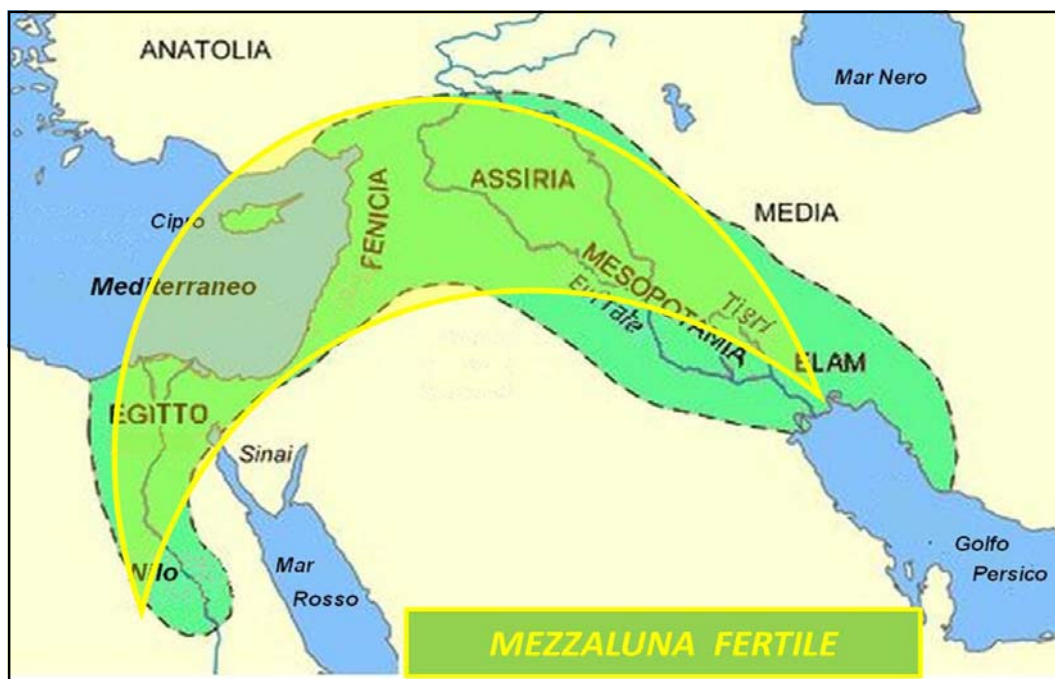 ANATOLIA
Mar Nero
ASSIRIA
MEDIA
Cipro
FENICIA
Mediterraneo
MESOPOTAMIA
Tigri
Eufrate
ELAM
EGITTO
Sinai
Nilo
Mar
Rosso
Golfo
Persico
MEZZALUNA FERTILE